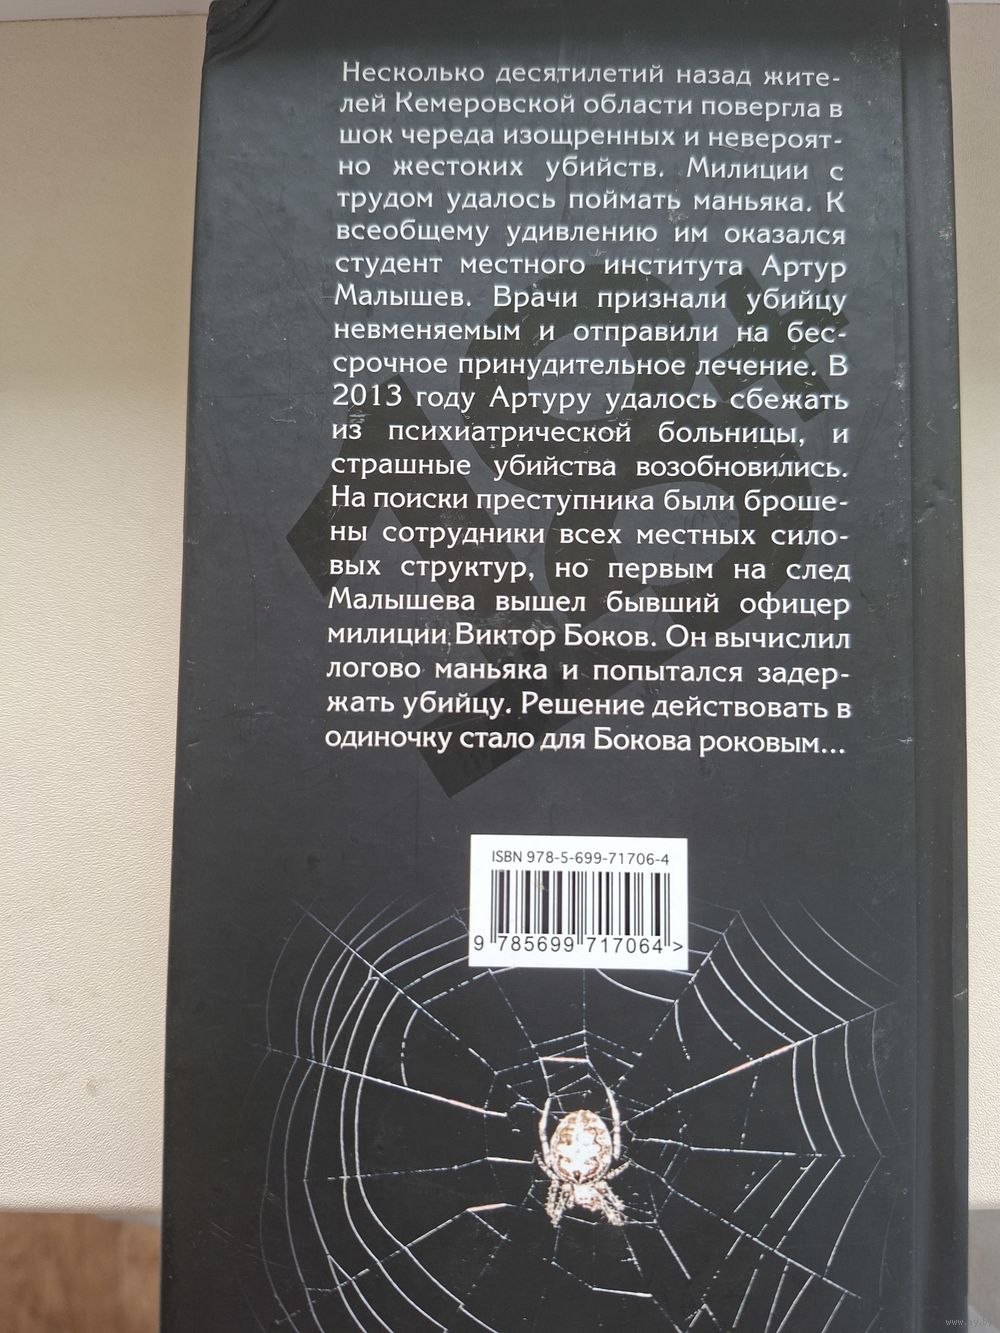 Несколько десятилетий назад жите-
лей Кемеровской области повергла в
шок череда изощренных и невероят-
но жестоких убийств. Милиции с
трудом удалось поймать маньяка. К
всеобщему удивлению им оказался
студент местного института Артур
Малышев. Врачи признали убийцу
невменяемым и отправили на бес-
срочное принудительное лечение. В
2013 году Артуру удалось сбежать
из психиатрической больницы, и
страшные убийства возобновились.
На поиски преступника были броше-
ны сотрудники всех местных сило-
вых структур, но первым на след
Малышева вышел бывший офицер
милиции Виктор Боков. Он вычислил
логово маньяка и попытался задер-
жать убийцу. Решение действовать в
одиночку стало для Бокова роковым...
18+
ISBN 978-5-699-71706-4
9 785699 717064 >